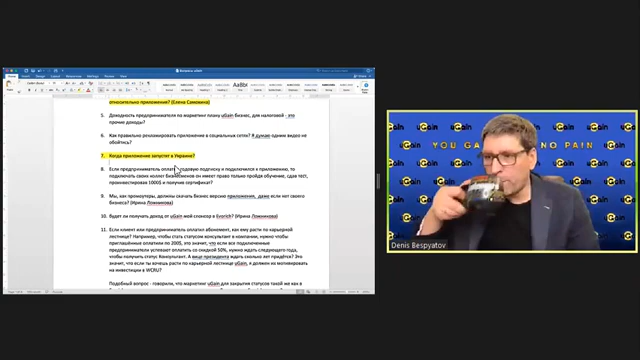 относительно приложения? (Елена Саможина)
5. Доходность предпринимателя по маркетинг плану uGain бизнес, для налоговой - это
прочие доходы?
6. Как правильно рекламировать приложение в социальных сетях? Я думаю одними видео не
обойтись?
7. Когда приложение запустят в Украине?
8. Если предприниматель оплатил годовую подписку и подключился к приложению, то
подключать своих коллег бизнесменов он имеет права только пройдя обучение, сдав тест,
проинвестировав 1000$ и получив сертификат?
9. Мы, как промоутеры, должны скачать бизнес версию приложения, даже если нет своего
бизнеса? (Ирина Ложникова)
10. Будет ли получать доход от uGain мой спонсор в Evorich? (Ирина Ложникова)
11. Если клиент или предприниматель оплатил абонемент, как ему расти по карьерной
лестнице? Например, чтобы стать статусом консультант в компании, нужно чтобы
приглашённые оплатили по 200$, это значит, что если все подключенные
предприниматели успевают оплатить со скидкой 50%, нужно ждать следующего года,
чтобы получить статус Консультант. А вице президента ждать сколько лет придётся? Это
значит, что если ты хочешь расти по карьерной лестнице uGain, я должен их мотивировать
на инвестиции в WCRU?
Подобный вопрос - говорили, что маркетинг uGain для закрытия статусов такой же как в
YOU GAIN
NO PAIN
uGain
Denis Bespyatov